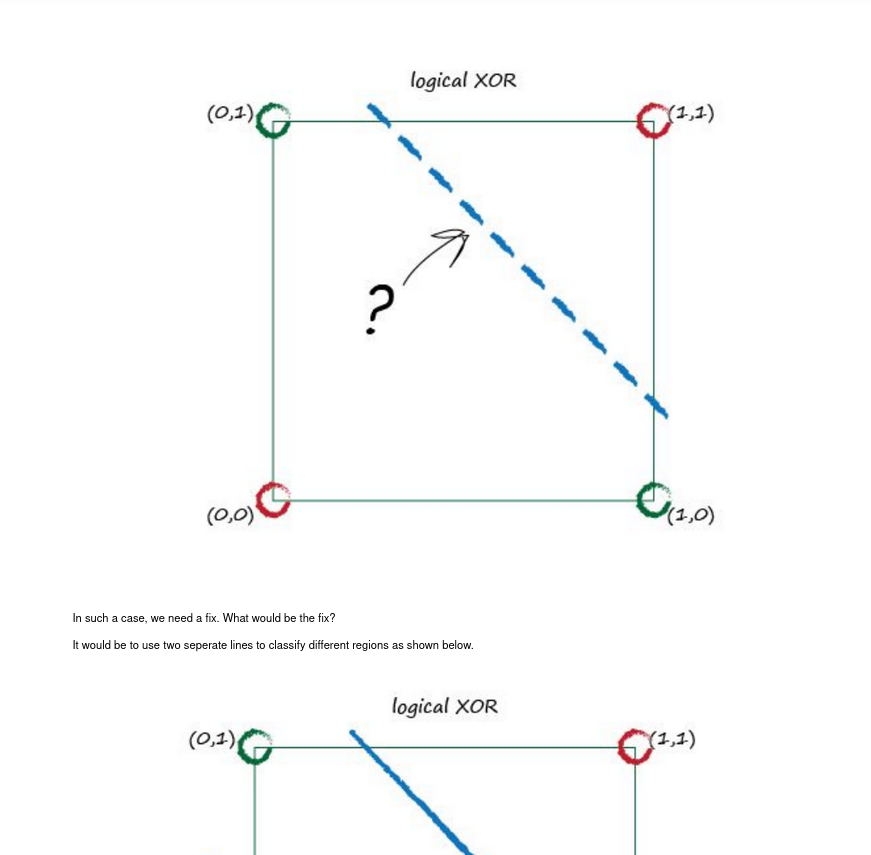 logical XOR
(0,1)
(1,1)
?
(0,0)
(1,0)
In such a case, we need a fix. What would be the fix?
It would be to use two seperate lines to classify different regions as shown below.
logical XOR
(0,1)
(1,1)